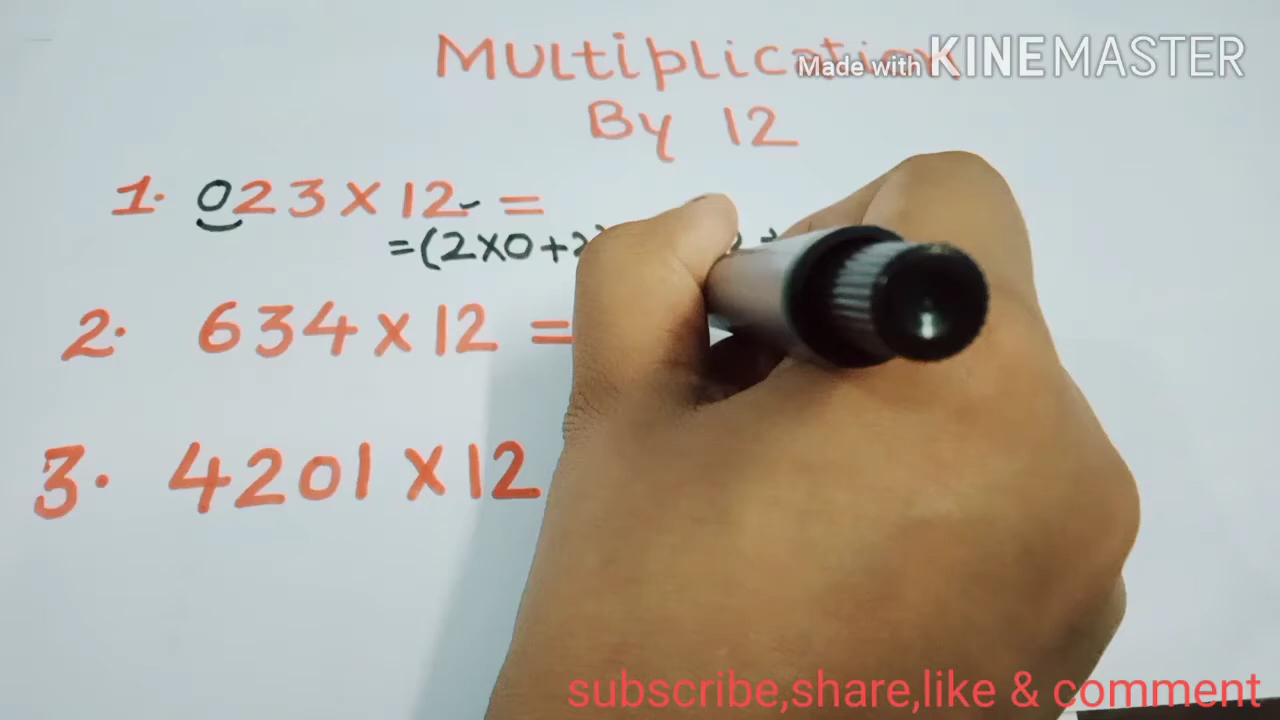 Multiplication
Made with KINEMASTER
By 12
1. 023 x 12 =
= (2x0+2)
2. 634 x 12 =
3. 4201 x 12
subscribe,share,like & comment